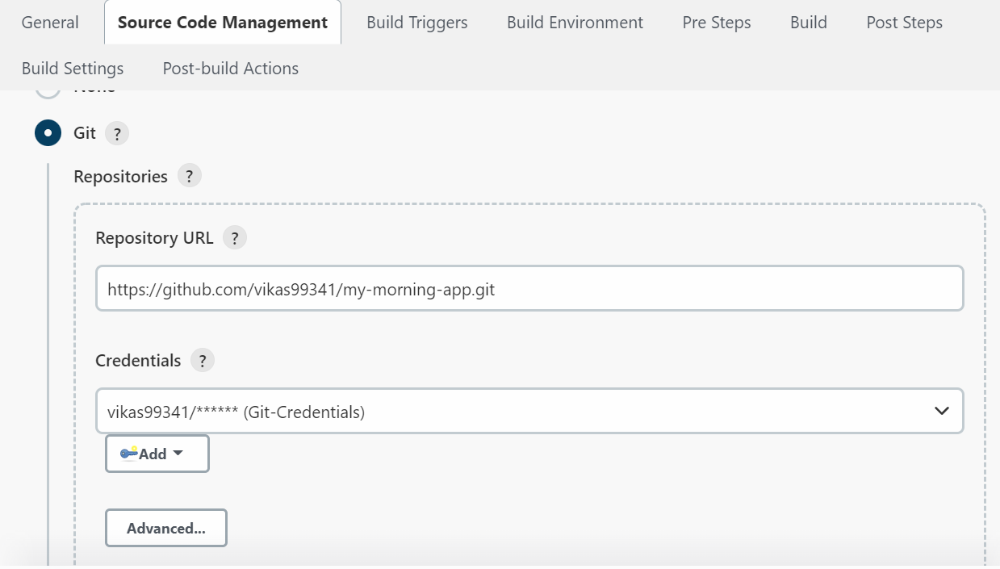 General Source Code Management Build Triggers Build Environment Pre Steps Build Post Steps
Build Settings Post-build Actions
None
Git ?
Repositories ?
Repository URL ?
https://github.com/vikas99341/my-morning-app.git
Credentials ?
vikas99341/****** (Git-Credentials)
Add
Advanced...